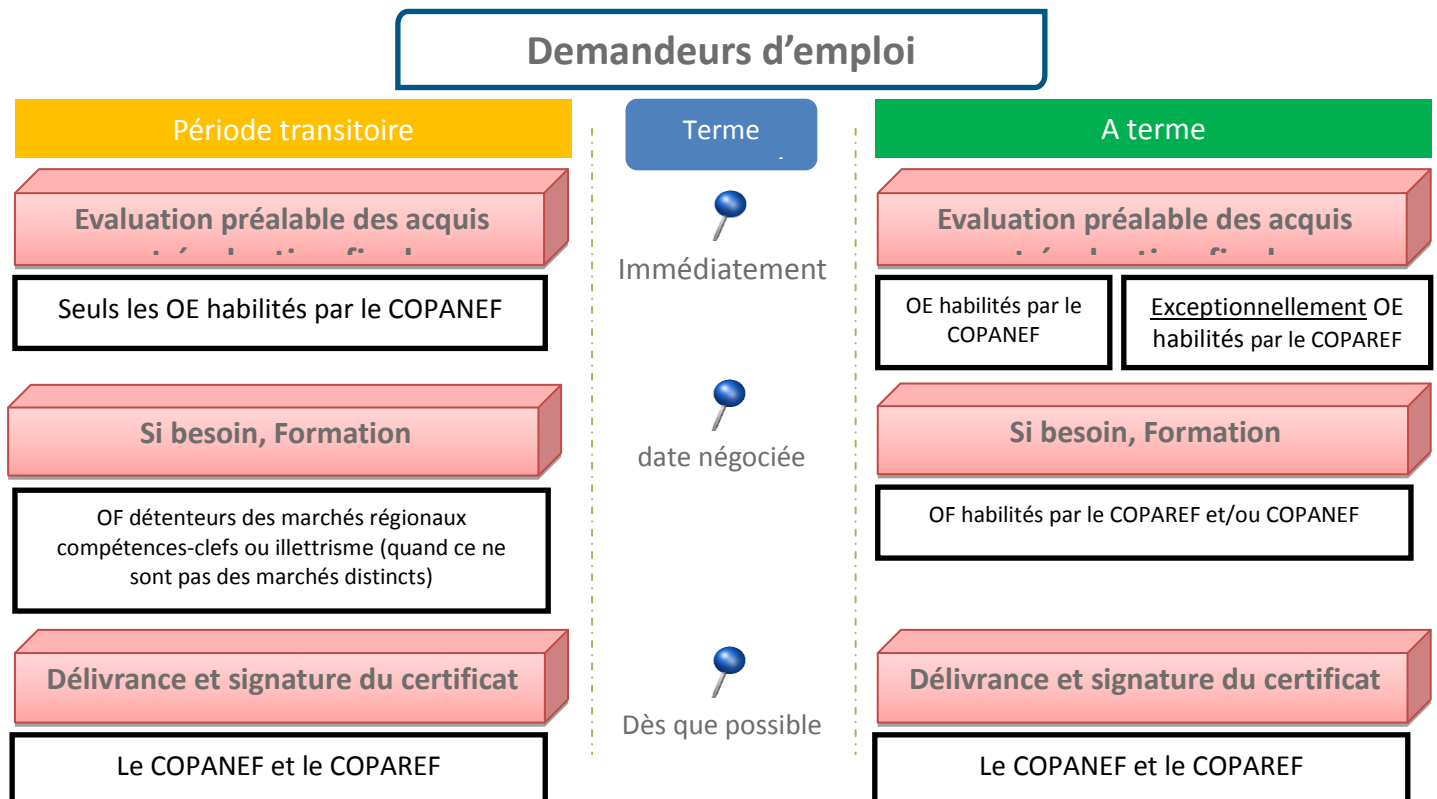 Demandeurs d'emploi
Période transitoire
Terme
A terme
Evaluation préalable des acquis
Seuls les OE habilités par le COPANEF
Immédiatement
Evaluation préalable des acquis
OE habilités par le
COPANEF
Exceptionnellement OE
habilités par le COPAREF
Si besoin, Formation
OF détenteurs des marchés régionaux
compétences-clefs ou illettrisme (quand ce ne
sont pas des marchés distincts)
date négociée
Si besoin, Formation
OF habilités par le COPAREF et/ou COPANEF
Délivrance et signature du certificat
Le COPANEF et le COPAREF
Dès que possible
Délivrance et signature du certificat
Le COPANEF et le COPAREF